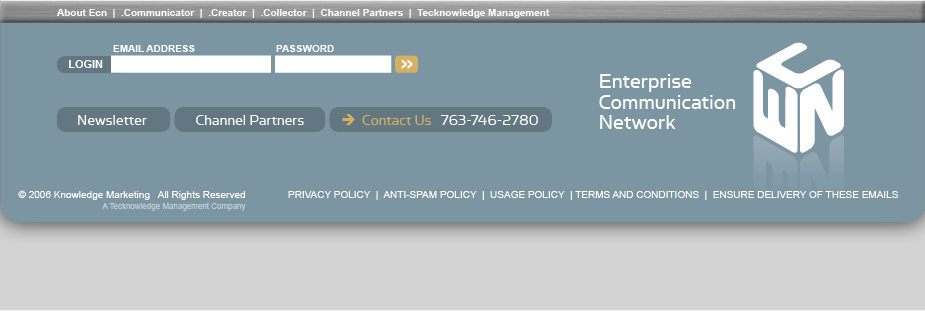 About Ecn | .Communicator | .Creator | .Collector | Channel Partners | Tecknowledge Management
EMAIL ADDRESS PASSWORD
LOGIN
Enterprise
Communication
Network
Newsletter Channel Partners Contact Us 763-746-2780
© 2006 Knowledge Marketing All Rights Reserved PRIVACY POLICY | ANTI-SPAM POLICY | USAGE POLICY | TERMS AND CONDITIONS | ENSURE DELIVERY OF THESE EMAILS
A Tecknowledge Management Company